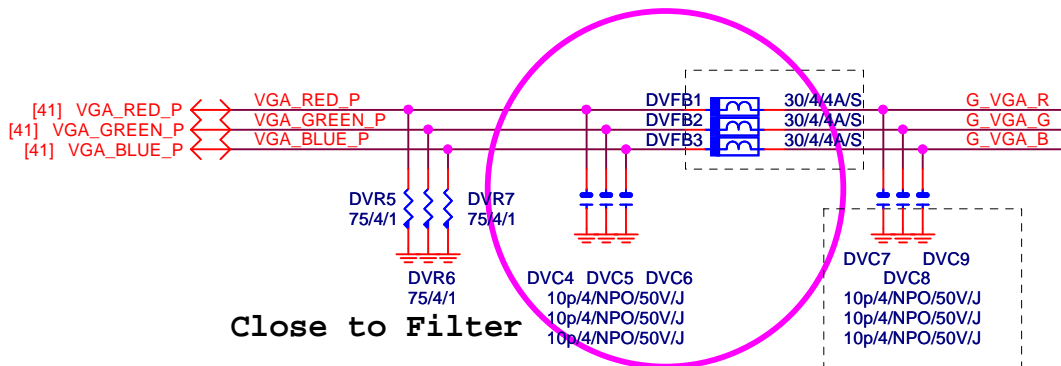 [41] VGA_RED_P VGA_RED_P DVFB1 30/4/4A/S G_VGA_R
[41] VGA_GREEN_P VGA_GREEN_P DVFB2 30/4/4A/S G_VGA_G
[41] VGA_BLUE_P VGA_BLUE_P DVFB3 30/4/4A/S G_VGA_B
DVR5 DVR7
75/4/1 75/4/1
DVC7 DVC9
DVR6 DVC4 DVC5 DVC6 DVC8
75/4/1 10p/4/NPO/50V/J 10p/4/NPO/50V/J
10p/4/NPO/50V/J 10p/4/NPO/50V/J
Close to Filter 10p/4/NPO/50V/J 10p/4/NPO/50V/J